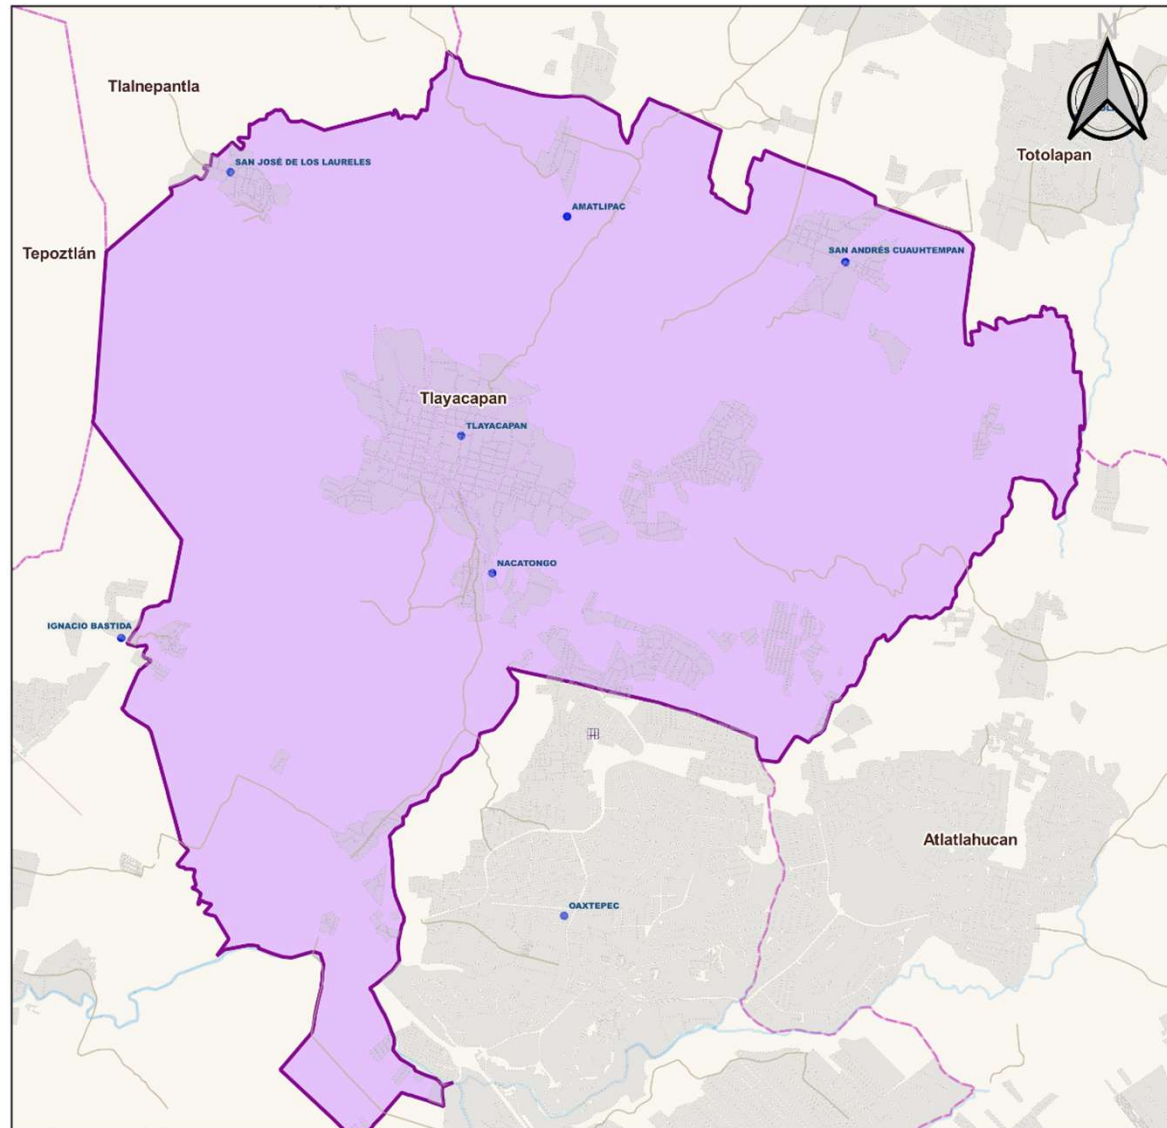 N
Tlalnepantla
Totolapan
SAN JOSÉ DE LOS LAURELES
AMATLIPAC
Tepoztlán
SAN ANDRÉS CUAUHTEMPAN
Tlayacapan
TLAYACAPAN
NACATONGO
IGNACIO BASTIDA
Atlatlahucan
OAXTEPEC